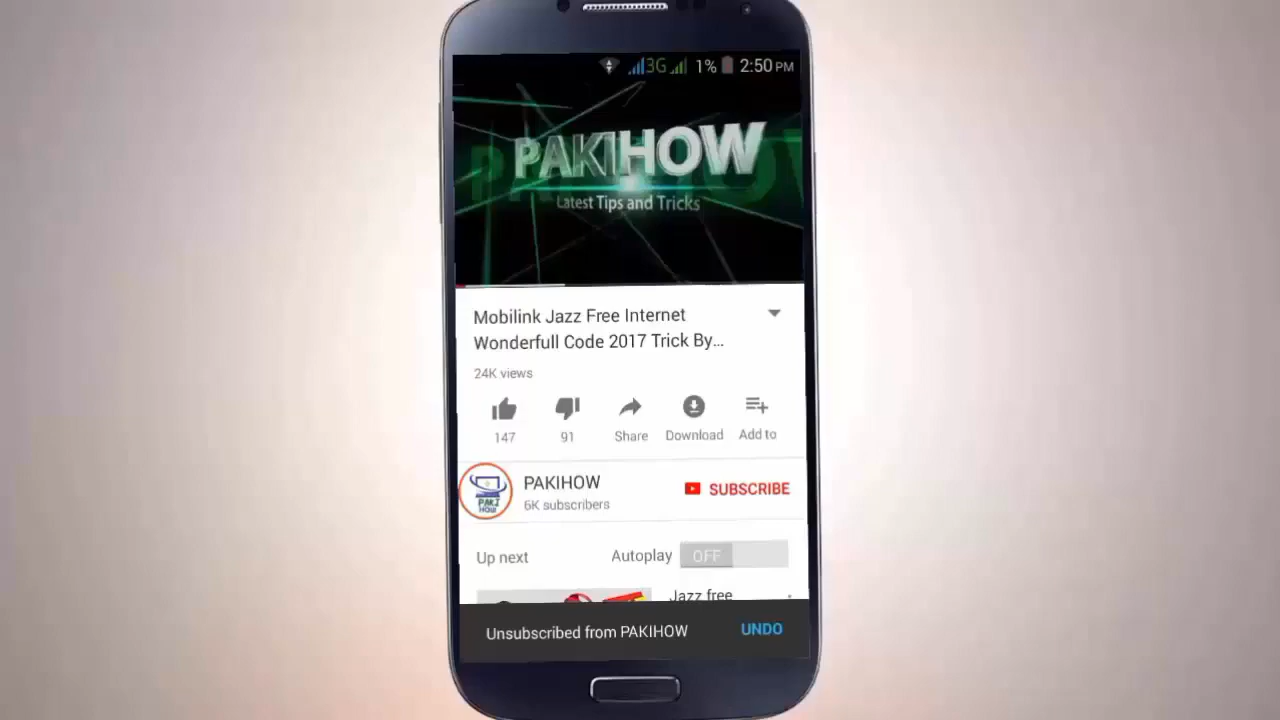 3G 1% 2:50 PM
PAKIHOW
Latest Tips and Tricks
Mobilink Jazz Free Internet
Wonderfull Code 2017 Trick By...
24K views
147 91 Share Download Add to
PAKIHOW SUBSCRIBE
6K subscribers
PAKI
HOW
Up next Autoplay OFF
Jazz free
Unsubscribed from PAKIHOW UNDO